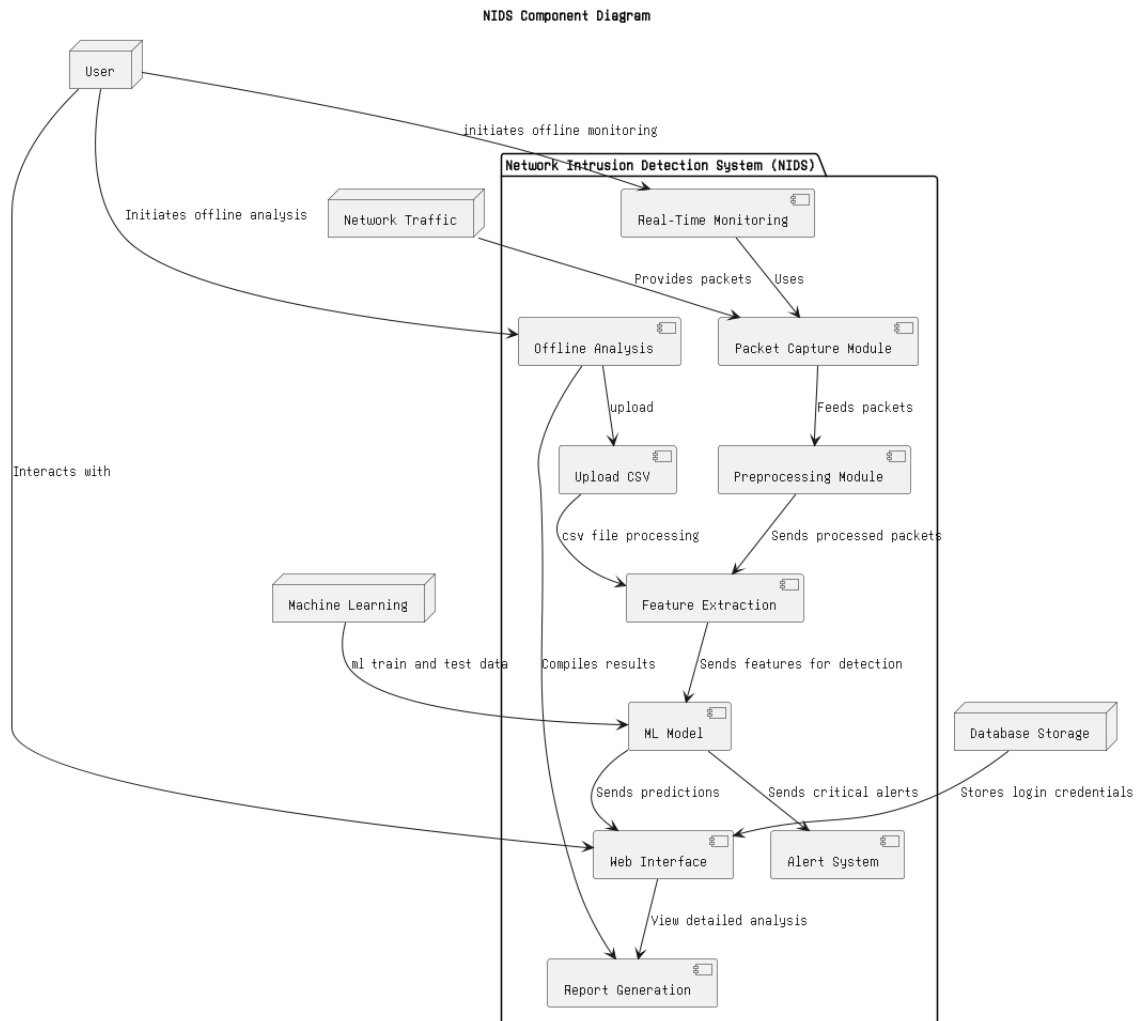 NIDS Component Diagram
User
initiates offline monitoring
Network Intrusion Detection System (NIDS)
Network Traffic
Real-Time Monitoring
Initiates offline analysis
Provides packets
Uses
Offline Analysis
Packet Capture Module
upload
Feeds packets
Interacts with
Upload CSV
Preprocessing Module
csv file processing
Sends processed packets
Machine Learning
Feature Extraction
ml train and test data
Compiles results
Sends features for detection
ML Model
Database Storage
Sends predictions
Sends critical alerts
Stores login credentials
Web Interface
Alert System
View detailed analysis
Report Generation